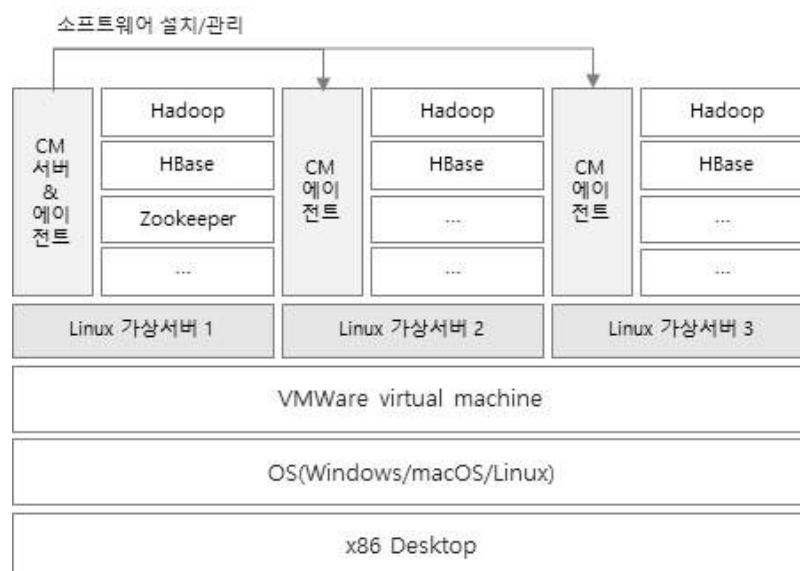 소프트웨어 설치/관리
CM
서버
&
에이
전트
Hadoop
HBase
Zookeeper
...
CM
에이
전트
Hadoop
HBase
...
...
CM
에이
전트
Hadoop
HBase
...
...
Linux 가상서버 1
Linux 가상서버 2
Linux 가상서버 3
VMWare virtual machine
OS(Windows/macOS/Linux)
x86 Desktop